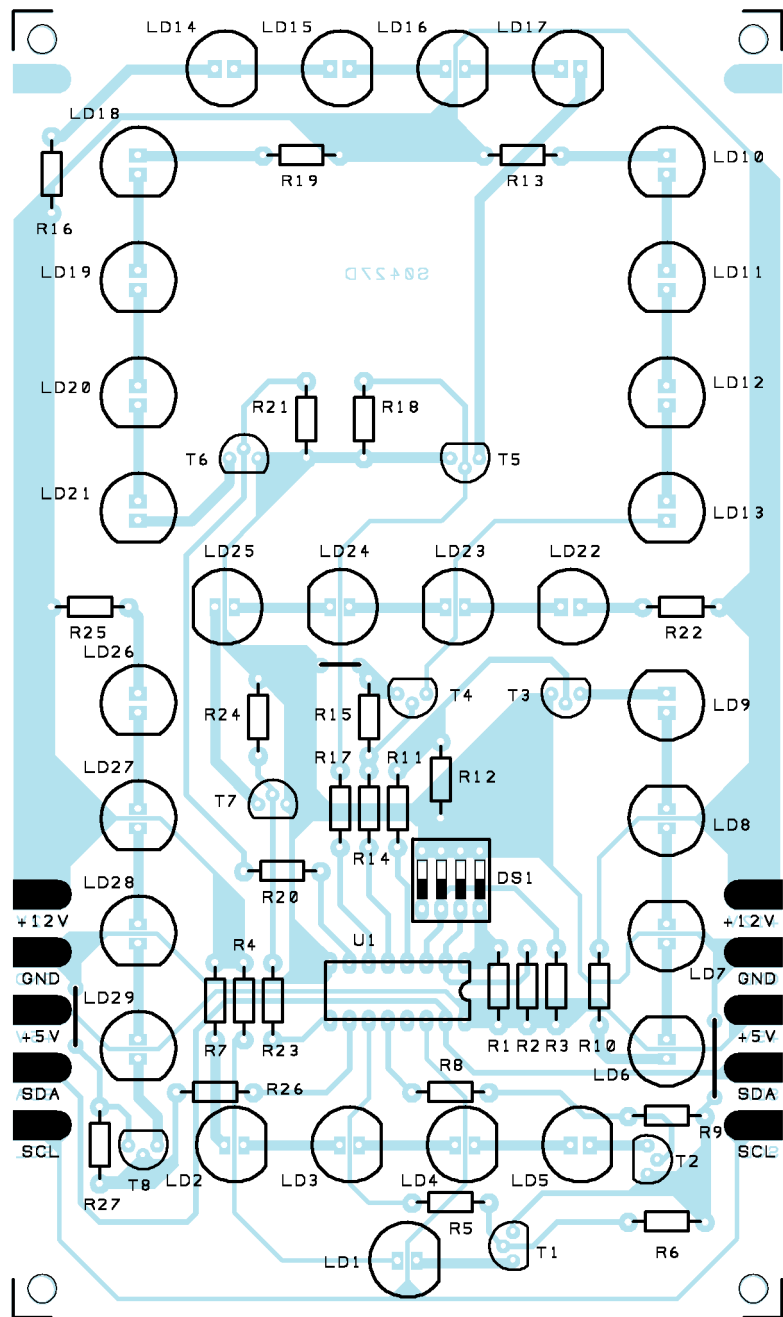 LD14 LD15 LD16 LD17
LD18
R19 R13 LD10
R16
LD19 S0427D LD11
LD20 R21 R18 LD12
T6 T5
LD21 LD13
LD25 LD24 LD23 LD22
R25 R22
LD26
R24 R15 T4 T3 LD9
LD27 R17 R11
R12
T7 LD8
R14
LD28 R20 DS1
+12V +12V
R4 U1
GND LD7 GND
LD29
+5V R7 R23 R1 R2 R3 R10 +5V
R8
LD6
SDA R26 SDA
R9
SCL SCL
T8 LD2 LD3 LD4 LD5 T2
R27
R5
LD1 T1 R6